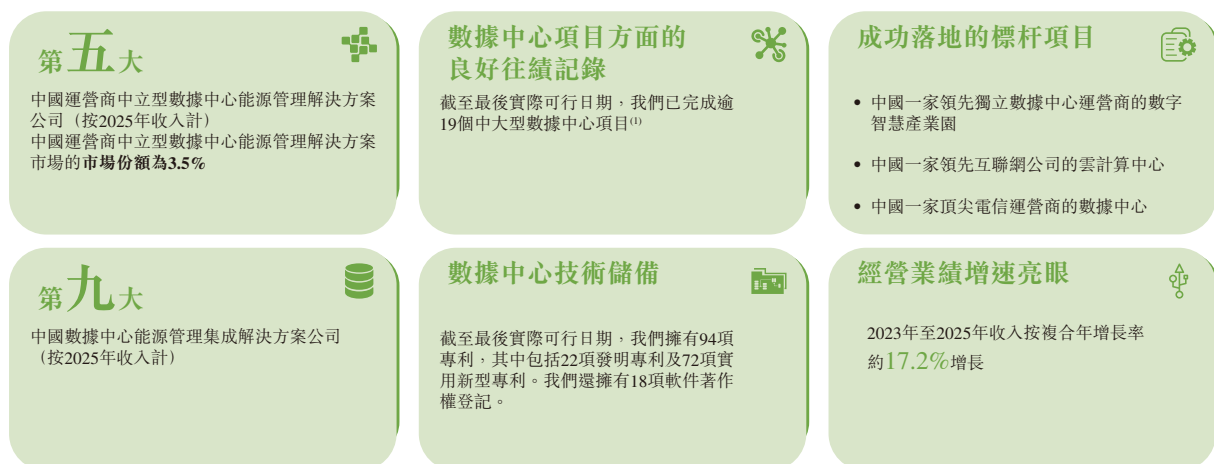 第五大
中國運營商中立型數據中心能源管理解決方案
公司（按2025年收入計）
中國運營商中立型數據中心能源管理解決方案
市場的市場份額為3.5%
數據中心項目方面的
良好往績記錄
截至最後實際可行日期，我們已完成逾
19個中大型數據中心項目(1)
成功落地的標杆項目
• 中國一家領先獨立數據中心運營商的數字
智慧產業園
• 中國一家領先互聯網公司的雲計算中心
• 中國一家頂尖電信運營商的數據中心
第九大
中國數據中心能源管理集成解決方案公司
（按2025年收入計）
數據中心技術儲備
截至最後實際可行日期，我們擁有94項
專利，其中包括22項發明專利及72項實
用新型專利。我們還擁有18項軟件著作
權登記。
經營業績增速亮眼
2023年至2025年收入按複合年增長率
約17.2%增長